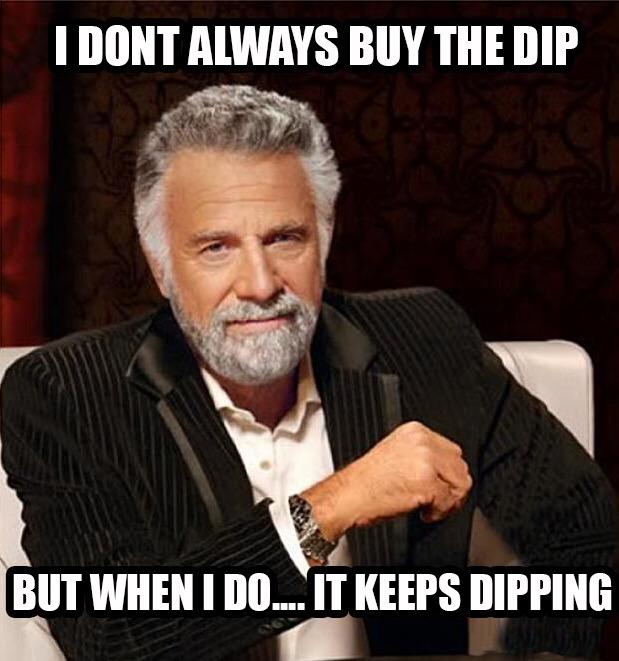 I DONT ALWAYS BUY THE DIP
BUT WHEN I DO.... IT KEEPS DIPPING